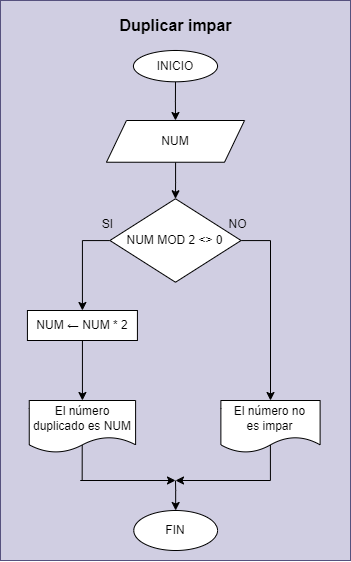 Duplicar impar
INICIO
NUM
SI
NO
NUM MOD 2 <> 0
NUM ← NUM * 2
El número
duplicado es NUM
El número no
es impar
FIN